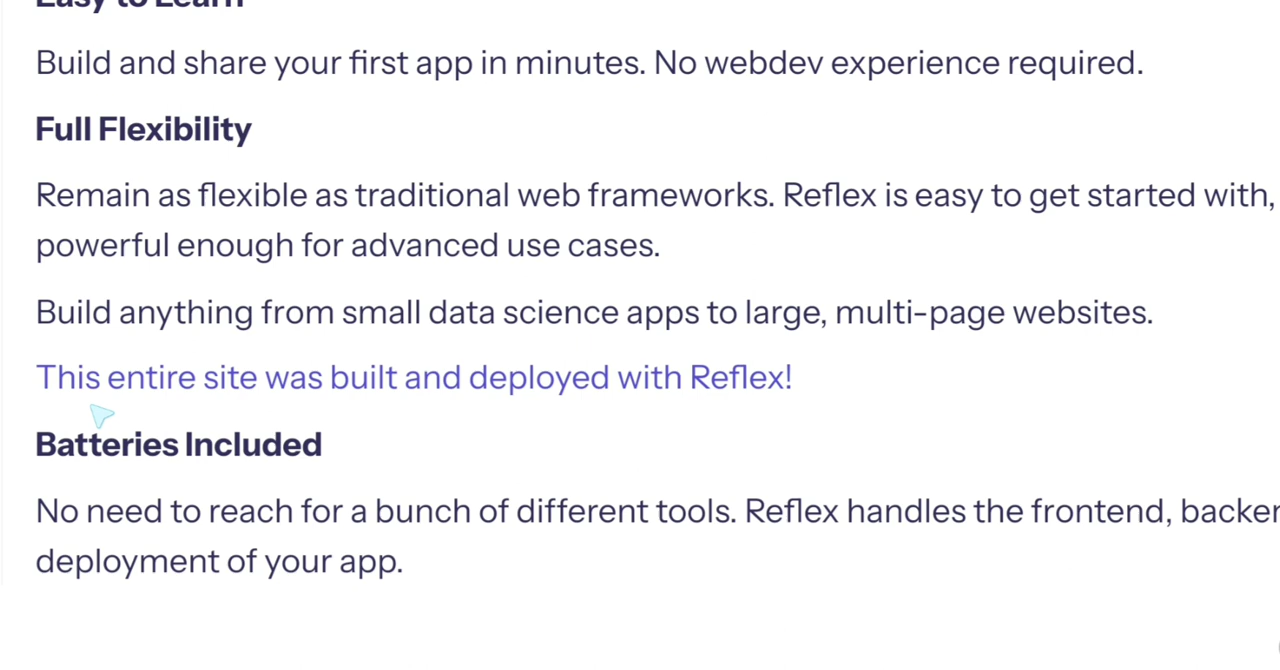 Easy to Learn
Build and share your first app in minutes. No webdev experience required.
Full Flexibility
Remain as flexible as traditional web frameworks. Reflex is easy to get started with,
powerful enough for advanced use cases.
Build anything from small data science apps to large, multi-page websites.
This entire site was built and deployed with Reflex!
Batteries Included
No need to reach for a bunch of different tools. Reflex handles the frontend,
deployment of your app.